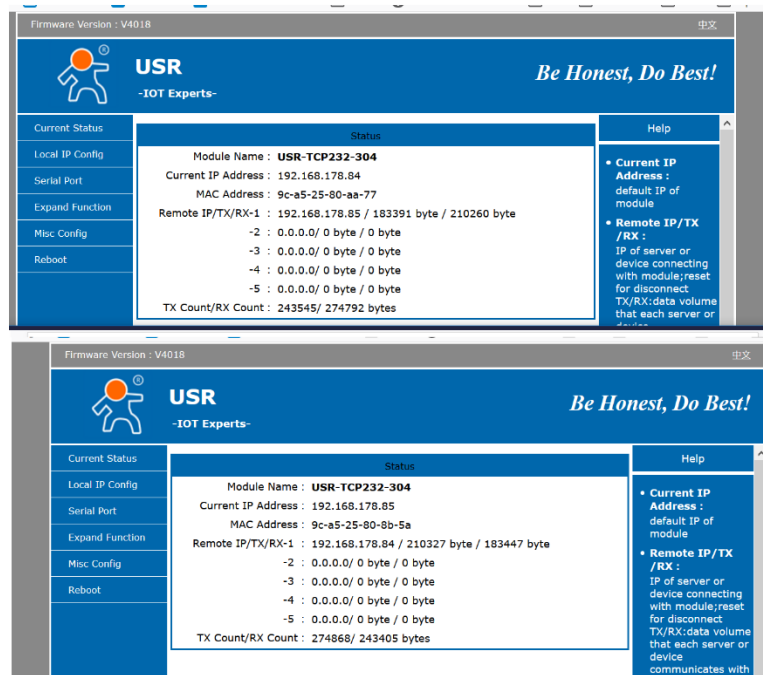 Firmware Version : V4018 中文
®
USR
-IOT Experts-
Be Honest, Do Best!
Current Status
Local IP Config
Serial Port
Expand Function
Misc Config
Reboot
Status
Module Name : USR-TCP232-304
Current IP Address : 192.168.178.84
MAC Address : 9c-a5-25-80-aa-77
Remote IP/TX/RX-1 : 192.168.178.85 / 183391 byte / 210260 byte
-2 : 0.0.0.0/ 0 byte / 0 byte
-3 : 0.0.0.0/ 0 byte / 0 byte
-4 : 0.0.0.0/ 0 byte / 0 byte
-5 : 0.0.0.0/ 0 byte / 0 byte
TX Count/RX Count : 243545/ 274792 bytes
Help
• Current IP
Address :
default IP of
module
• Remote IP/TX
/RX :
IP of server or
device connecting
with module;reset
for disconnect
TX/RX:data volume
that each server or
device
Firmware Version : V4018 中文
®
USR
-IOT Experts-
Be Honest, Do Best!
Current Status
Local IP Config
Serial Port
Expand Function
Misc Config
Reboot
Status
Module Name : USR-TCP232-304
Current IP Address : 192.168.178.85
MAC Address : 9c-a5-25-80-8b-5a
Remote IP/TX/RX-1 : 192.168.178.84 / 210327 byte / 183447 byte
-2 : 0.0.0.0/ 0 byte / 0 byte
-3 : 0.0.0.0/ 0 byte / 0 byte
-4 : 0.0.0.0/ 0 byte / 0 byte
-5 : 0.0.0.0/ 0 byte / 0 byte
TX Count/RX Count : 274868/ 243405 bytes
Help
• Current IP
Address :
default IP of
module
• Remote IP/TX
/RX :
IP of server or
device connecting
with module;reset
for disconnect
TX/RX:data volume
that each server or
device
communicates with